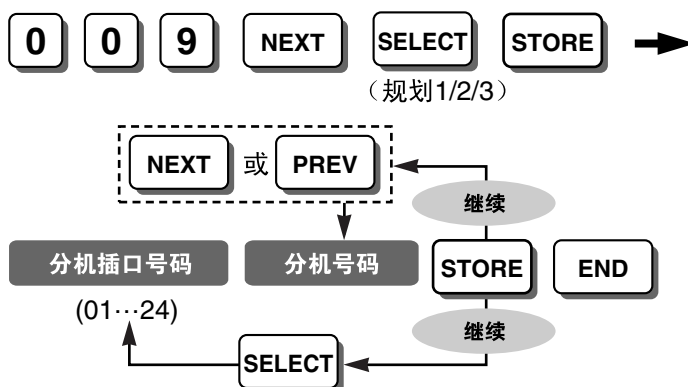 0 0 9 NEXT SELECT STORE
（规划1/2/3）
NEXT 或 PREV
继续
分机插口号码 分机号码 STORE END
(01···24)
继续
SELECT